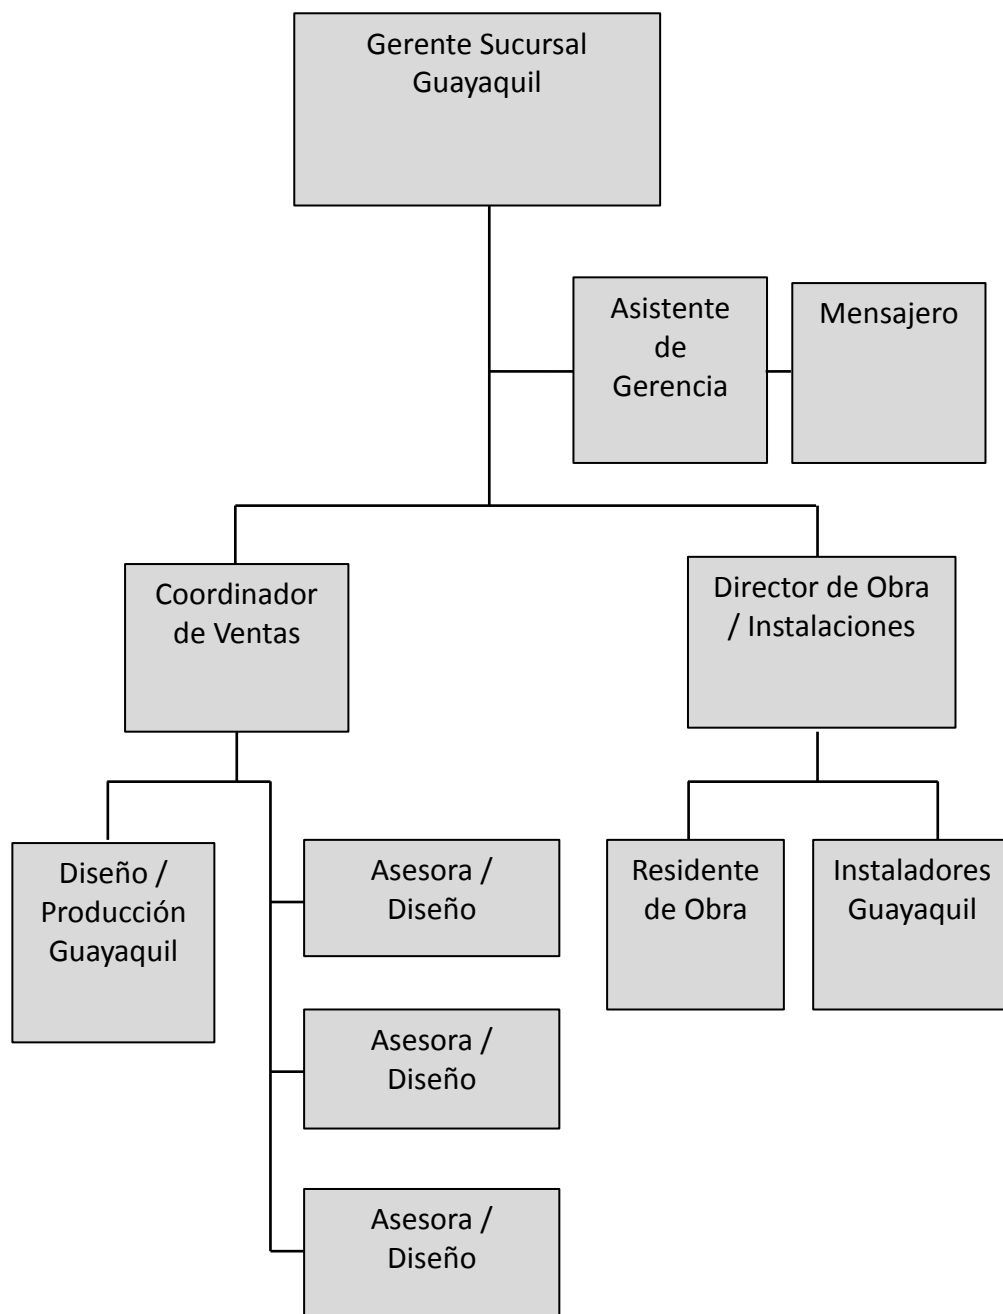 Gerente Sucursal
Guayaquil
Asistente
de
Gerencia
Mensajero
Coordinador
de Ventas
Director de Obra
/ Instalaciones
Diseño /
Producción
Guayaquil
Asesora /
Diseño
Residente
de Obra
Instaladores
Guayaquil
Asesora /
Diseño
Asesora /
Diseño